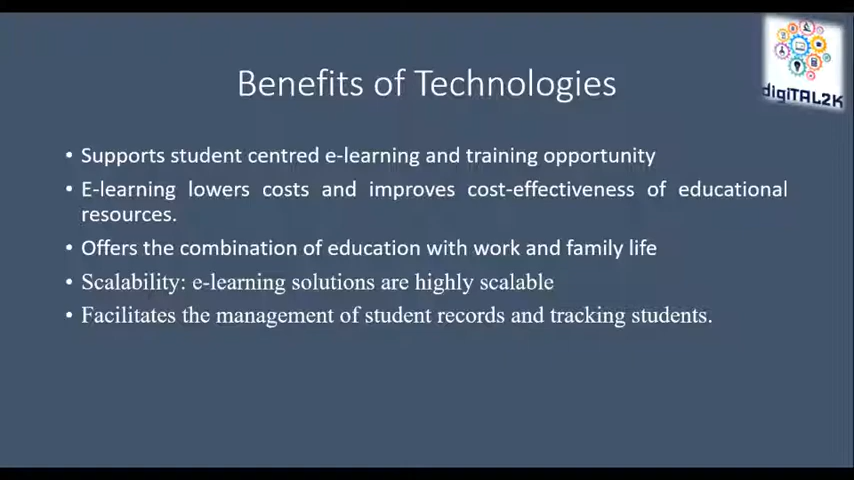 digiTAL2K
Benefits of Technologies
• Supports student centred e-learning and training opportunity
• E-learning lowers costs and improves cost-effectiveness of educational
resources.
• Offers the combination of education with work and family life
• Scalability: e-learning solutions are highly scalable
• Facilitates the management of student records and tracking students.